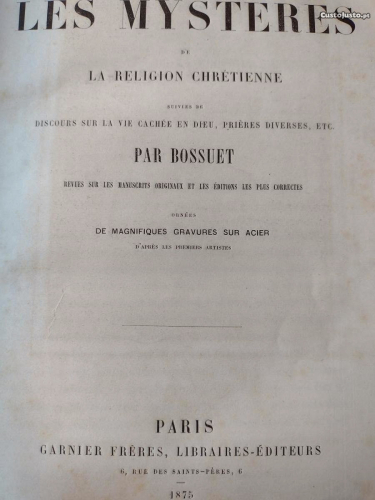 LES MYSTÈRES
DE
LA RELIGION CHRÉTIENNE
SUIVIES DE
DISCOURS SUR LA VIE CACHÉE EN DIEU, PRIÈRES DIVERSES, ETC.
PAR BOSSUET
REVUES SUR LES MANUSCRITS ORIGINAUX ET LES ÉDITIONS LES PLUS CORRECTES
ORNÉES
DE MAGNIFIQUES GRAVURES SUR ACIER
D'APRÈS LES PREMIERS ARTISTES
PARIS
GARNIER FRÈRES, LIBRAIRES-ÉDITEURS
6, RUE DES SAINTS-PÈRES, 6
1875
CustoJusto.pt